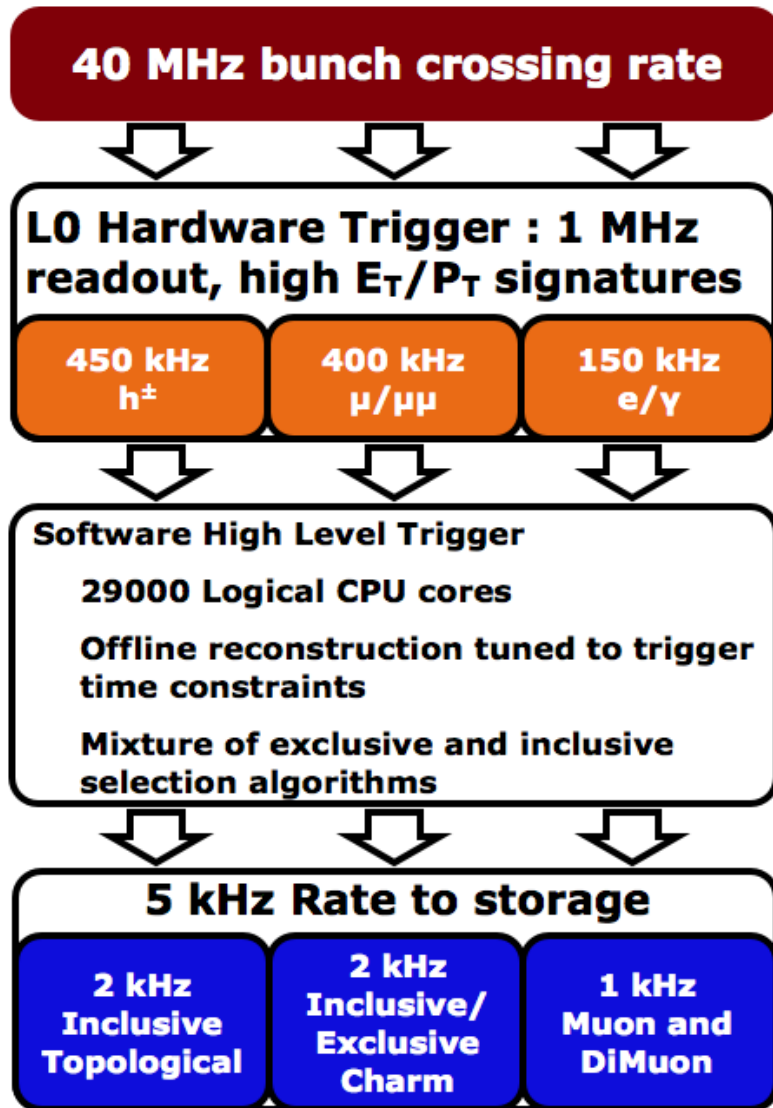 40 MHz bunch crossing rate
L0 Hardware Trigger : 1 MHz
readout, high E_T/P_T signatures
450 kHz
h±
400 kHz
μ/μμ
150 kHz
e/γ
Software High Level Trigger
29000 Logical CPU cores
Offline reconstruction tuned to trigger
time constraints
Mixture of exclusive and inclusive
selection algorithms
5 kHz Rate to storage
2 kHz
Inclusive
Topological
2 kHz
Inclusive/
Exclusive
Charm
1 kHz
Muon and
DiMuon